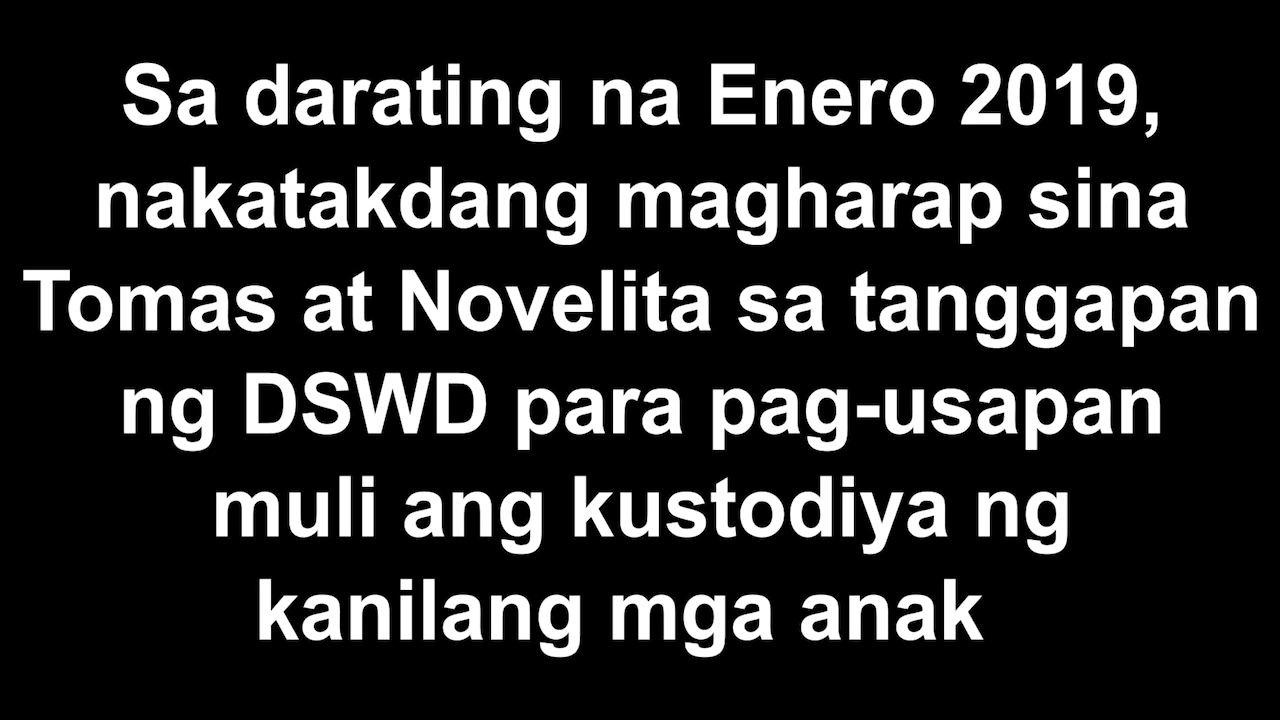 Sa darating na Enero 2019,
nakatakdang magharap sina
Tomas at Novelita sa tanggapan
ng DSWD para pag-usapan
muli ang kustodiya ng
kanilang mga anak